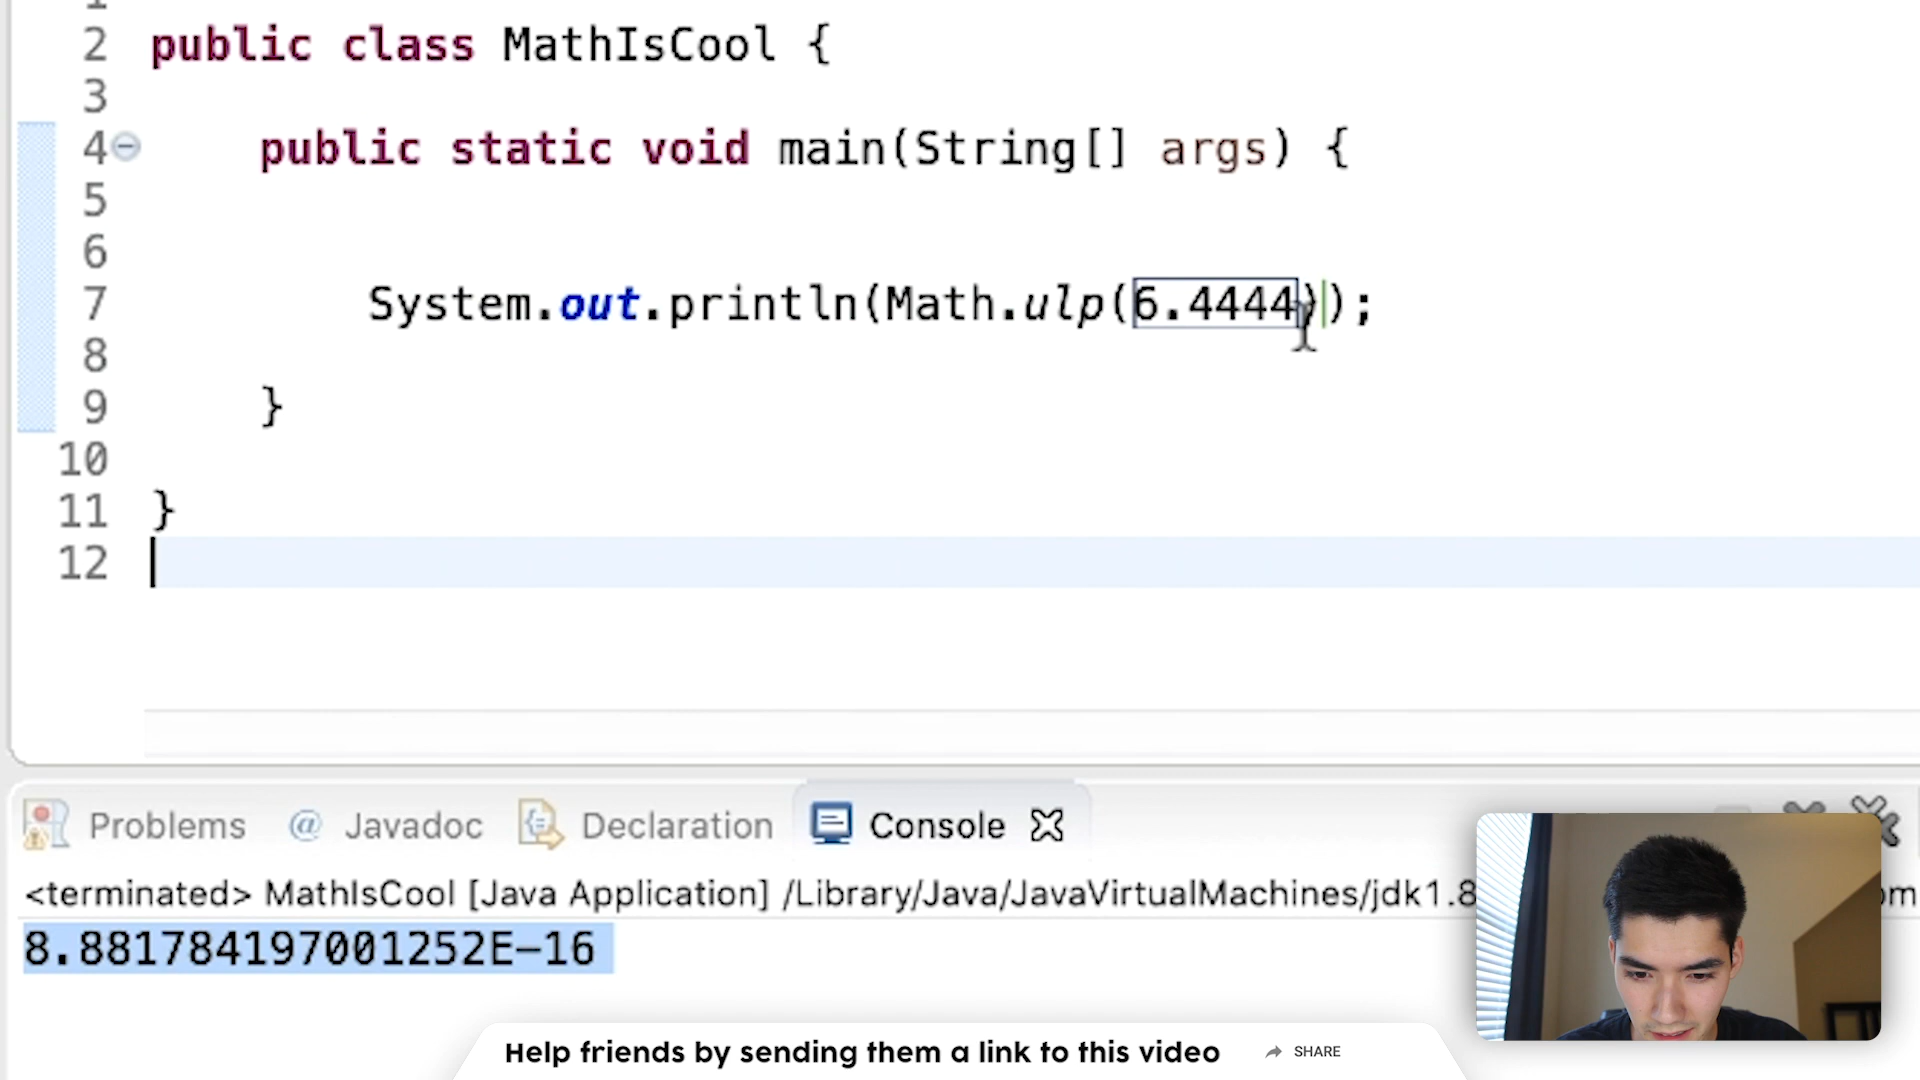 2 public class MathIsCool {
3
4 public static void main(String[] args) {
5
6
7 System.out.println(Math.ulp(6.4444));
8
9 }
10
11 }
12
Problems @ Javadoc Declaration Console
<terminated> MathIsCool [Java Application] /Library/Java/JavaVirtualMachines/jdk1.8
8.881784197001252E-16
Help friends by sending them a link to this video SHARE